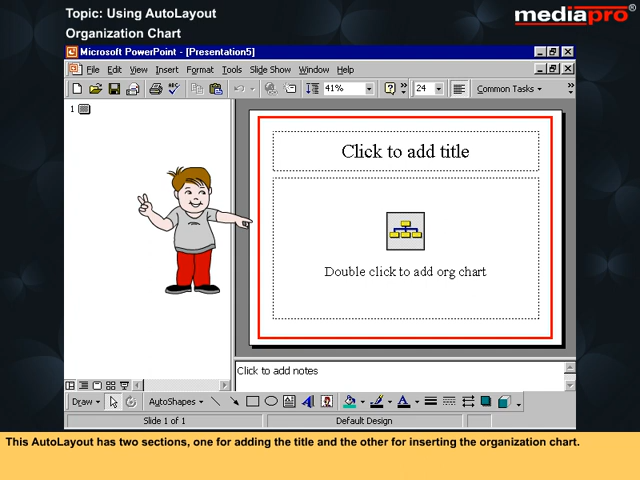 Topic: Using AutoLayout
Organization Chart
mediapro®
Microsoft PowerPoint - [Presentation5]
File Edit View Insert Format Tools Slide Show Window Help
41% 24 Common Tasks
1
Click to add title
Double click to add org chart
Click to add notes
Draw AutoShapes
Slide 1 of 1 Default Design
This AutoLayout has two sections, one for adding the title and the other for inserting the organization chart.